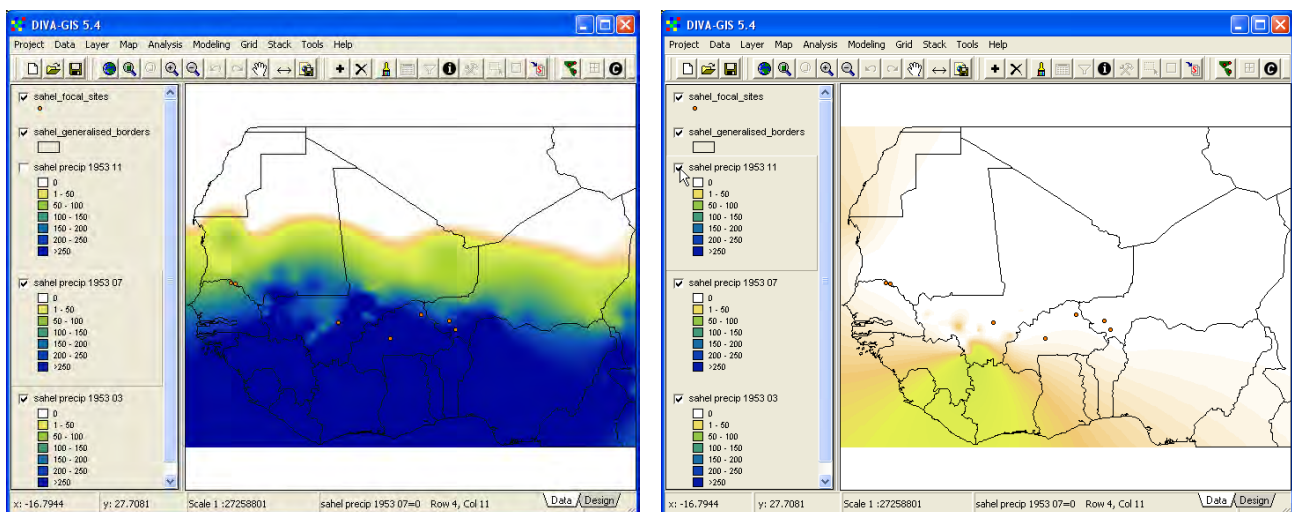 DIVA-GIS 5.4
Project Data Layer Map Analysis Modeling Grid Stack Tools Help
sahel_focal_sites
sahel_generalised_borders
sahel precip 1953 11
0
1 - 50
50 - 100
100 - 150
150 - 200
200 - 250
>250
sahel precip 1953 07
0
1 - 50
50 - 100
100 - 150
150 - 200
200 - 250
>250
sahel precip 1953 03
0
1 - 50
50 - 100
100 - 150
150 - 200
200 - 250
>250
x: -16.7944 y: 27.7081 Scale 1 :27258801 sahel precip 1953 07=0 Row 4, Col 11 Data Design
DIVA-GIS 5.4
Project Data Layer Map Analysis Modeling Grid Stack Tools Help
sahel_focal_sites
sahel_generalised_borders
sahel precip 1953 11
0
1 - 50
50 - 100
100 - 150
150 - 200
200 - 250
>250
sahel precip 1953 07
0
1 - 50
50 - 100
100 - 150
150 - 200
200 - 250
>250
sahel precip 1953 03
0
1 - 50
50 - 100
100 - 150
150 - 200
200 - 250
>250
x: -16.7944 y: 27.7081 Scale 1 :27258801 sahel precip 1953 07=0 Row 4, Col 11 Data Design